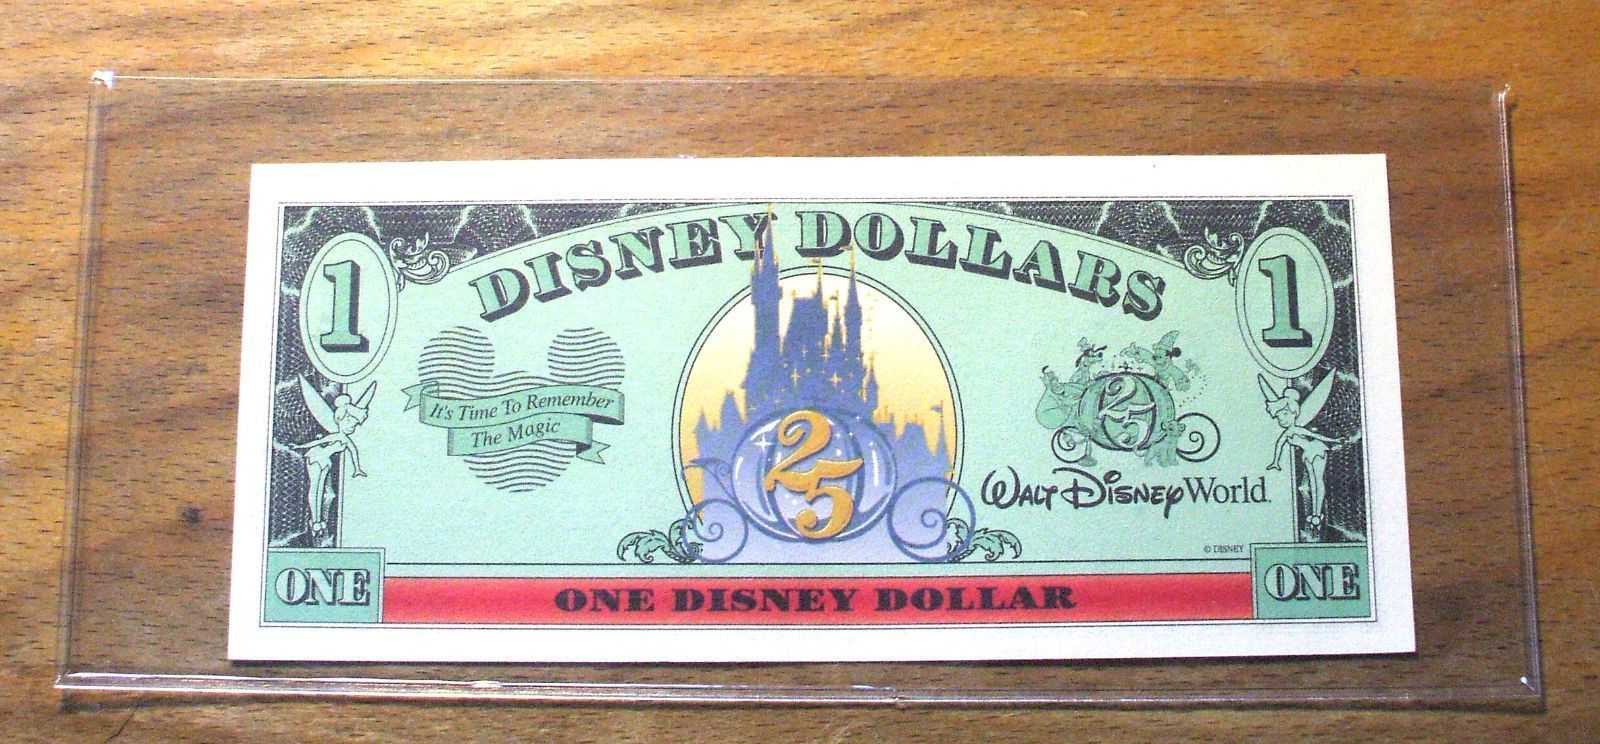 DISNEY DOLLARS
1
1
It's Time To Remember
The Magic
25
25
WALT DISNEY World
© DISNEY
ONE
ONE DISNEY DOLLAR
ONE